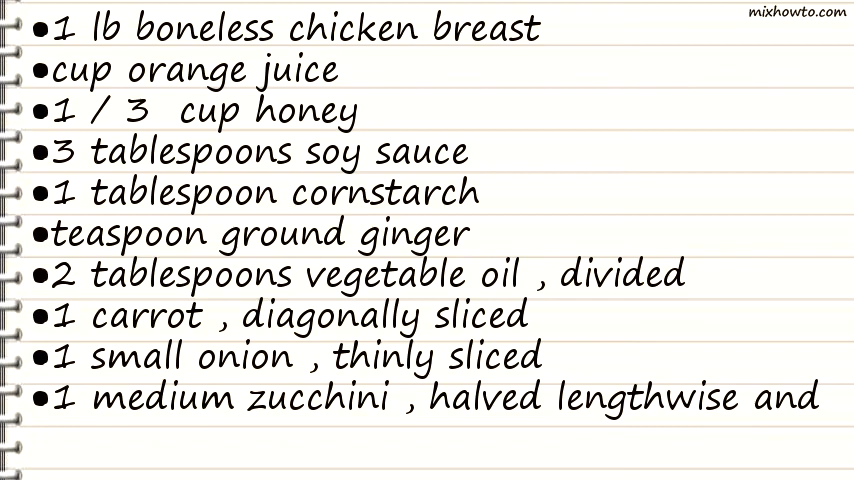 mixhowto.com
•1 lb boneless chicken breast
•cup orange juice
•1 / 3 cup honey
•3 tablespoons soy sauce
•1 tablespoon cornstarch
•teaspoon ground ginger
•2 tablespoons vegetable oil , divided
•1 carrot , diagonally sliced
•1 small onion , thinly sliced
•1 medium zucchini , halved lengthwise and